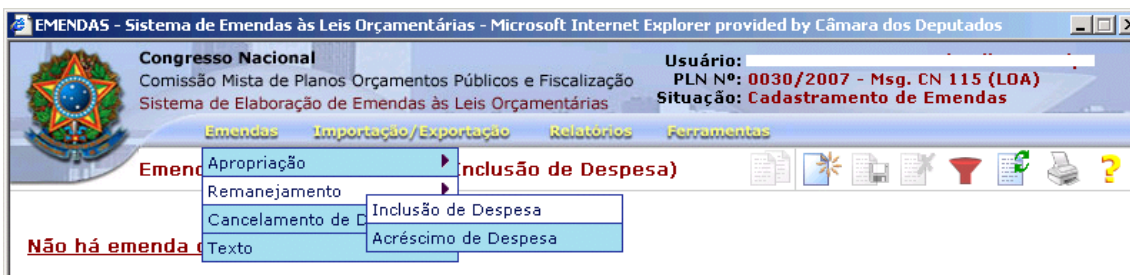 EMENDAS - Sistema de Emendas às Leis Orçamentárias - Microsoft Internet Explorer provided by Câmara dos Deputados
Congresso Nacional
Comissão Mista de Planos Orçamentos Públicos e Fiscalização
Sistema de Elaboração de Emendas às Leis Orçamentárias
Usuário:
PLN Nº: 0030/2007 - Msg. CN 115 (LOA)
Situação: Cadastramento de Emendas
Emendas Importação/Exportação Relatórios Ferramentas
Emend nclusão de Despesa)
Apropriação
Remanejamento
Cancelamento de D
Texto
Inclusão de Despesa
Acréscimo de Despesa
Não há emenda